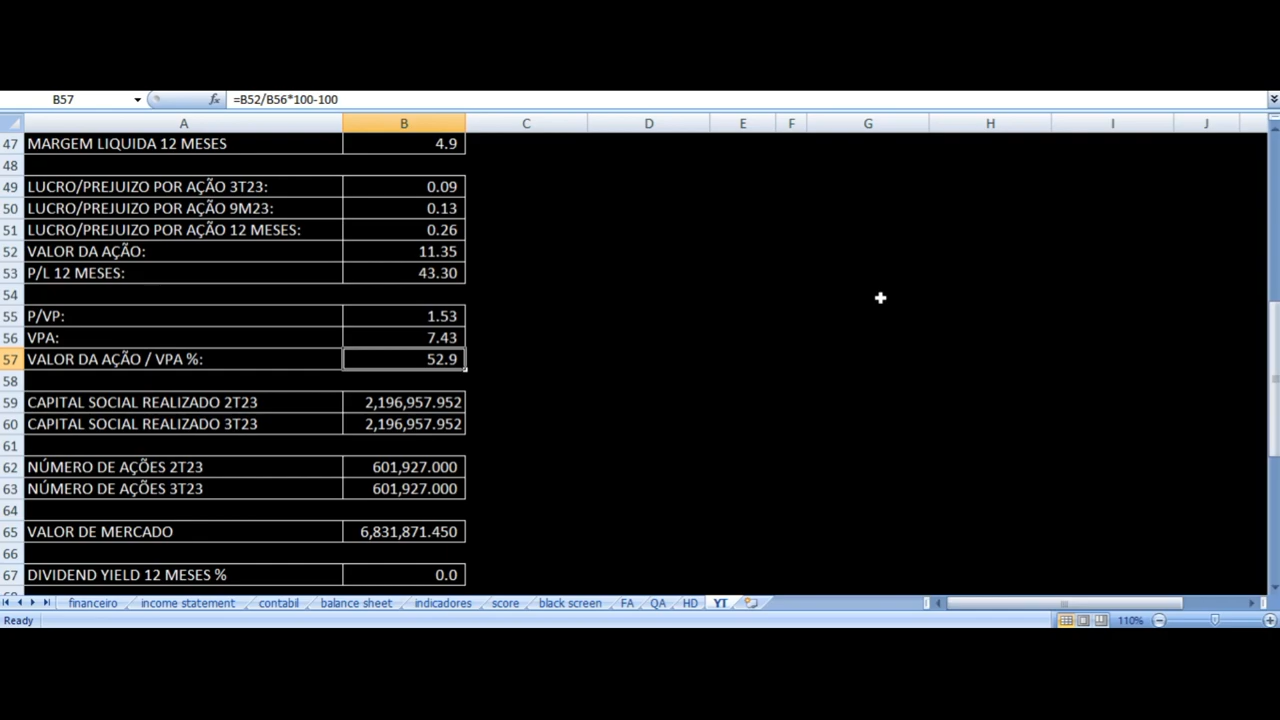 B57 fx =B52/B56*100-100
A B C D E F G H I J
47 MARGEM LIQUIDA 12 MESES 4.9
48
49 LUCRO/PREJUIZO POR AÇÃO 3T23: 0.09
50 LUCRO/PREJUIZO POR AÇÃO 9M23: 0.13
51 LUCRO/PREJUIZO POR AÇÃO 12 MESES: 0.26
52 VALOR DA AÇÃO: 11.35
53 P/L 12 MESES: 43.30
54
55 P/VP: 1.53
56 VPA: 7.43
57 VALOR DA AÇÃO / VPA %: 52.9
58
59 CAPITAL SOCIAL REALIZADO 2T23 2,196,957.952
60 CAPITAL SOCIAL REALIZADO 3T23 2,196,957.952
61
62 NÚMERO DE AÇÕES 2T23 601,927.000
63 NÚMERO DE AÇÕES 3T23 601,927.000
64
65 VALOR DE MERCADO 6,831,871.450
66
67 DIVIDEND YIELD 12 MESES % 0.0
financeiro income statement contabil balance sheet indicadores score black screen FA QA HD YT
Ready 110%